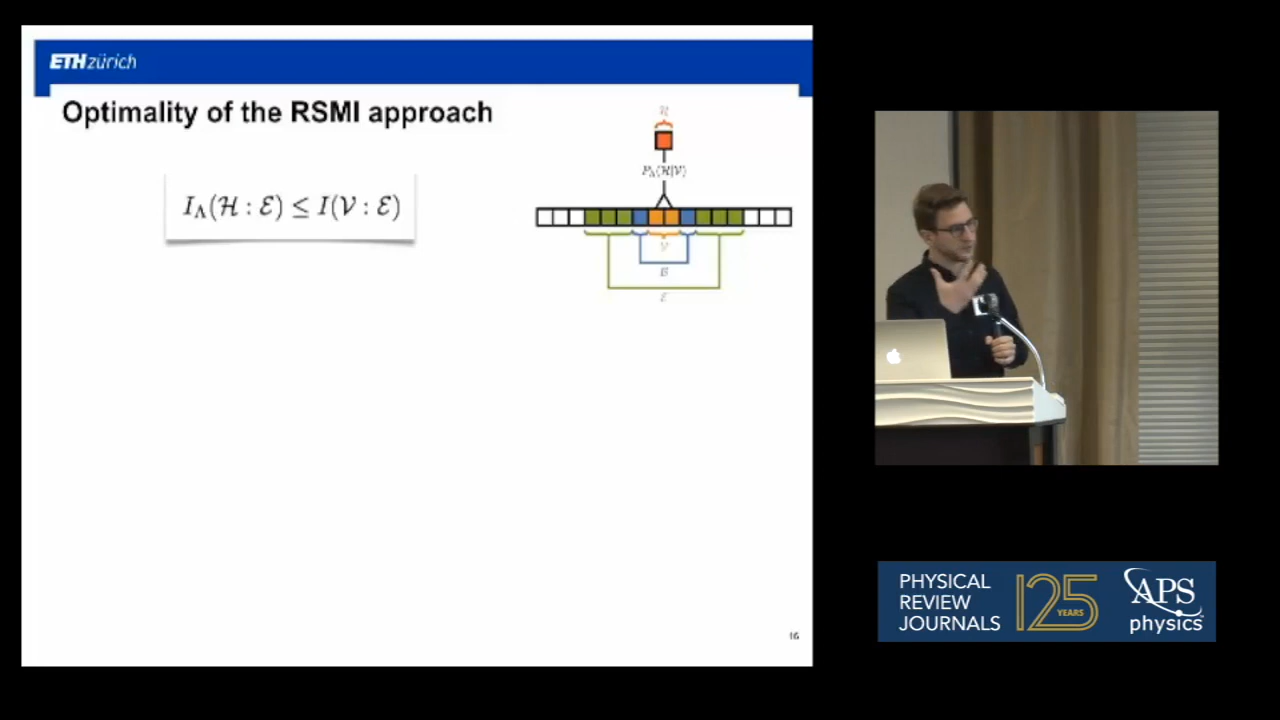 ETH zürich
Optimality of the RSMI approach
I_Λ(ℋ : ℰ) ≤ I(𝒱 : ℰ)
ℋ
P_Λ(ℋ|𝒱)
𝒱
ℬ
ℰ
16
PHYSICAL
REVIEW
JOURNALS
125
YEARS
APS
physics